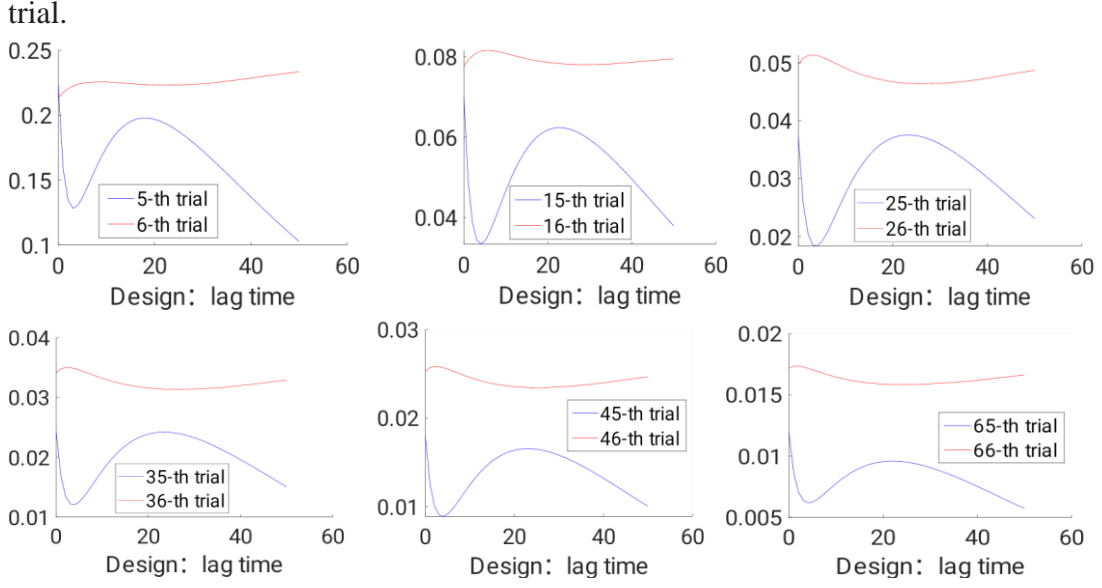 trial.
0.25
0.2
0.15
0.1
5-th trial
6-th trial
0 20 40 60
Design: lag time
0.08
0.06
0.04
15-th trial
16-th trial
0 20 40 60
Design: lag time
0.05
0.04
0.03
0.02
25-th trial
26-th trial
0 20 40 60
Design: lag time
0.04
0.03
0.02
0.01
35-th trial
36-th trial
0 20 40 60
Design: lag time
0.03
0.02
0.01
45-th trial
46-th trial
0 20 40 60
Design: lag time
0.02
0.015
0.01
0.005
65-th trial
66-th trial
0 20 40 60
Design: lag time